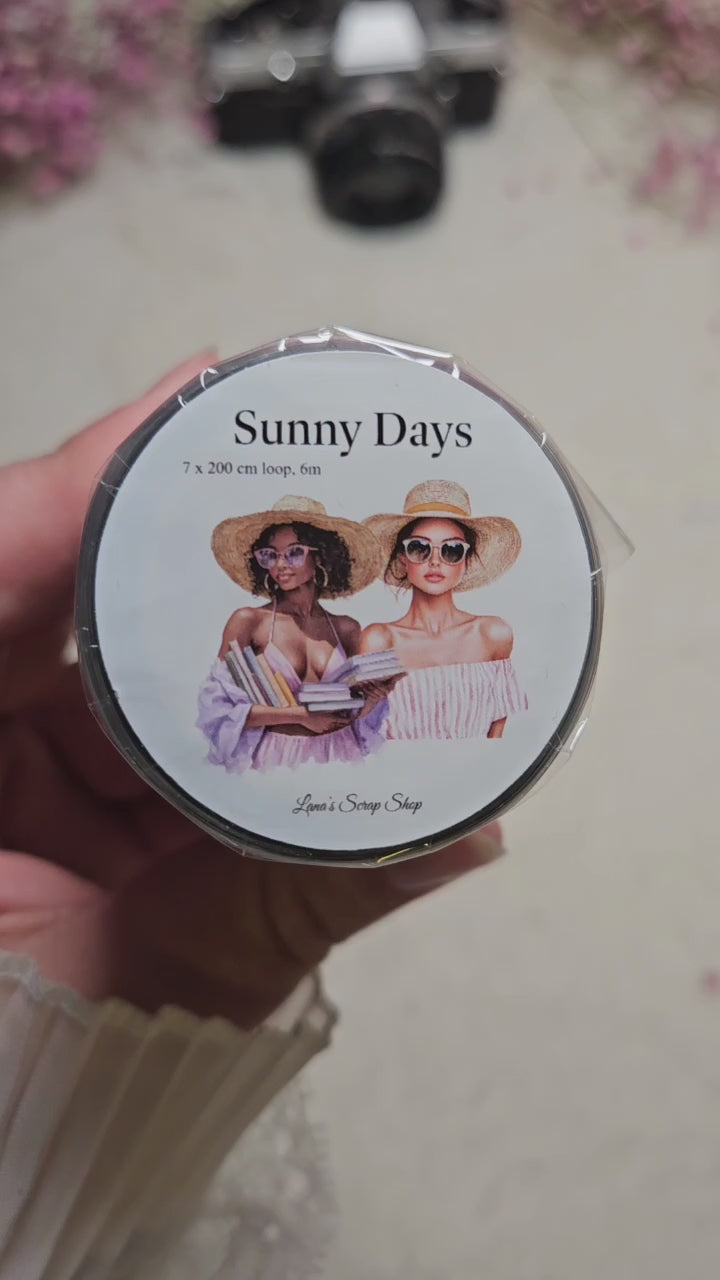 Sunny Days
7 x 200 cm loop, 6m
Lana's Scrap Shop